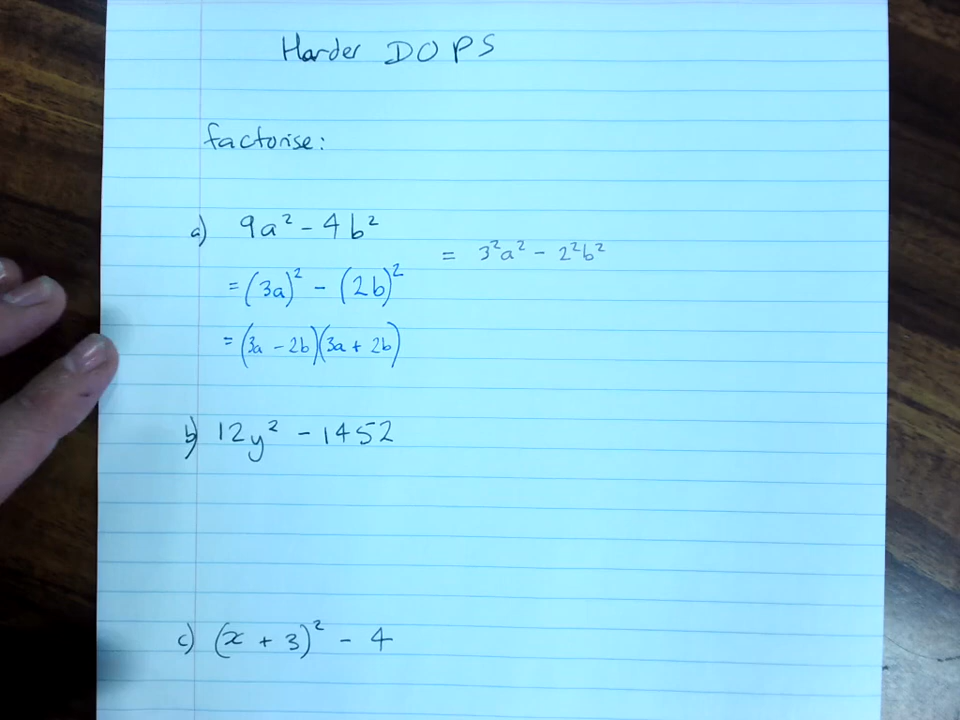 Harder DOPS
factorise:
a) 9a² - 4b²
= 3²a² - 2²b²
= (3a)² - (2b)²
= (3a - 2b)(3a + 2b)
b) 12y² - 1452
c) (x + 3)² - 4